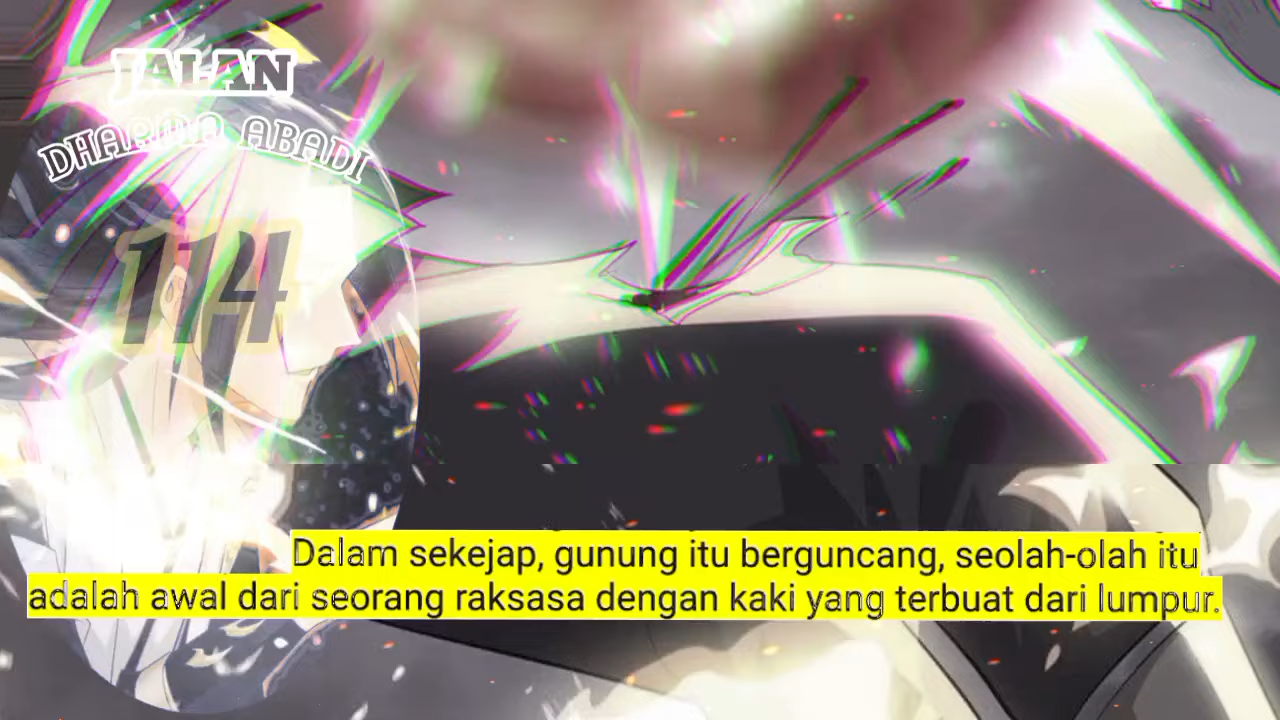 JALAN
DHARMA ABADI
114
Dalam sekejap, gunung itu berguncang, seolah-olah itu
adalah awal dari seorang raksasa dengan kaki yang terbuat dari lumpur.